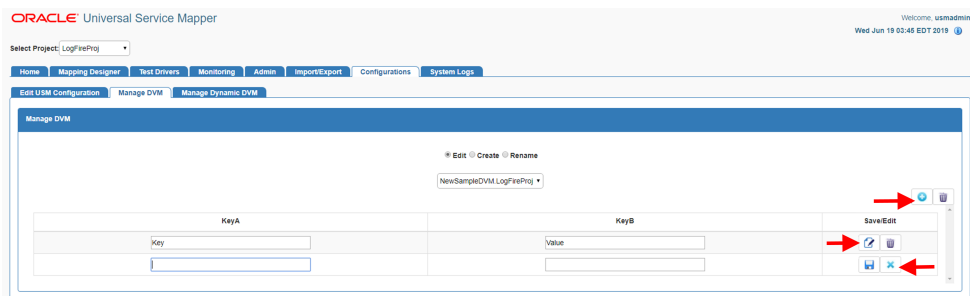 ORACLE Universal Service Mapper
Welcome, usmadmin
Wed Jun 19 03:46 EDT 2019
Select Project: LogFireProj
Home Mapping Designer Test Drivers Monitoring Admin Import/Export Configurations System Logs
Edit USM Configuration Manage DVM Manage Dynamic DVM
Manage DVM
Edit Create Rename
NewSampleDVM.LogFireProj
KeyA KeyB Save/Edit
Key Value